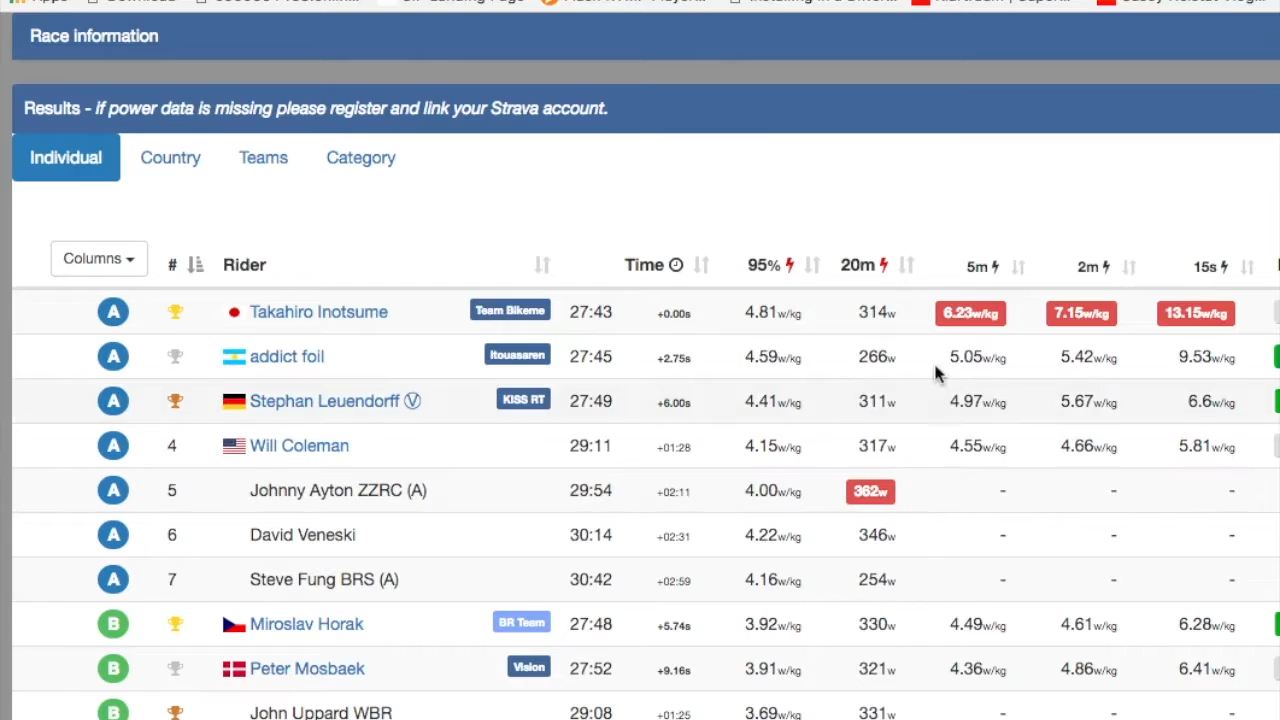 Apps
Race information
Results - if power data is missing please register and link your Strava account.
Individual Country Teams Category
Columns # Rider Time 95% 20m 5m 2m 15s
A Takahiro Inotsume Team Bikeme 27:43 +0.00s 4.81w/kg 314w 6.23w/kg 7.15w/kg 13.15w/kg
A addict foil Itouasaren 27:45 +2.75s 4.59w/kg 266w 5.05w/kg 5.42w/kg 9.53w/kg
A Stephan Leuendorff V KISS RT 27:49 +6.00s 4.41w/kg 311w 4.97w/kg 5.67w/kg 6.6w/kg
A 4 Will Coleman 29:11 +01:28 4.15w/kg 317w 4.55w/kg 4.66w/kg 5.81w/kg
A 5 Johnny Ayton ZZRC (A) 29:54 +02:11 4.00w/kg 362w - - -
A 6 David Veneski 30:14 +02:31 4.22w/kg 346w - - -
A 7 Steve Fung BRS (A) 30:42 +02:59 4.16w/kg 254w - - -
B Miroslav Horak BR Team 27:48 +5.74s 3.92w/kg 330w 4.49w/kg 4.61w/kg 6.28w/kg
B Peter Mosbaek Vision 27:52 +9.16s 3.91w/kg 321w 4.36w/kg 4.86w/kg 6.41w/kg
B John Uppard WBR 29:08 +01:25 3.69w/kg 331w - - -